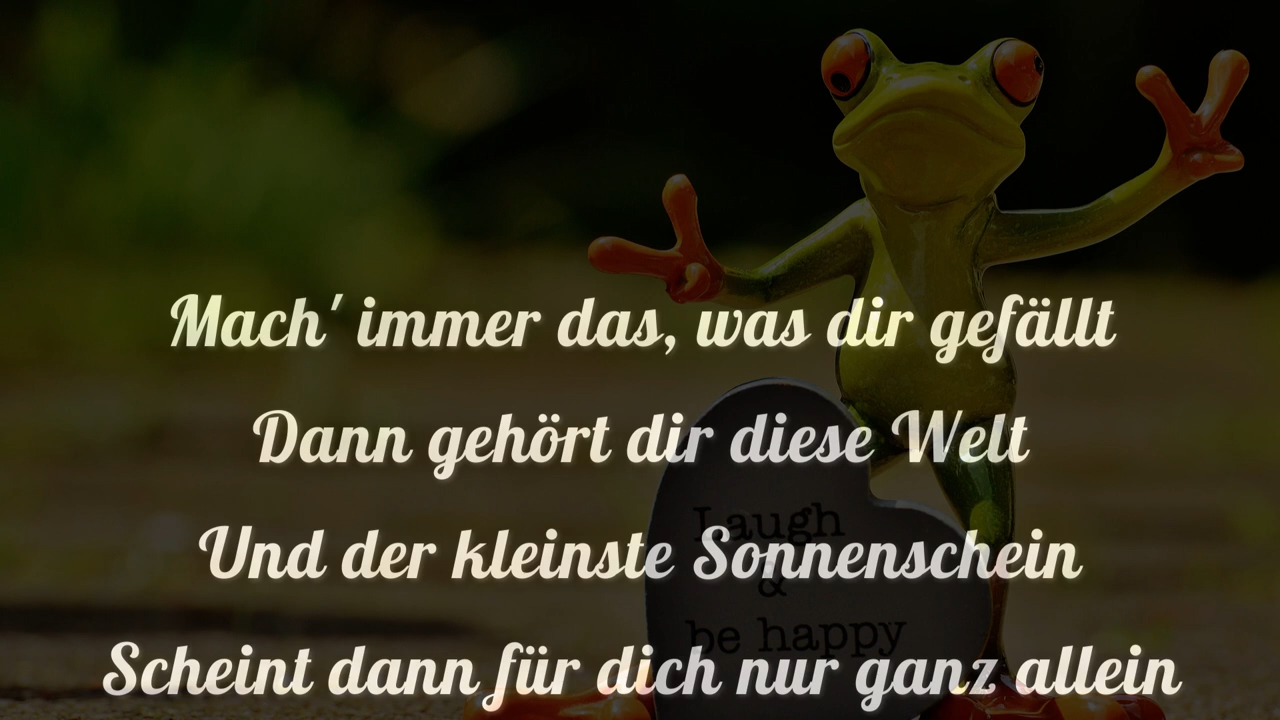 Mach' immer das, was dir gefällt
Dann gehört dir diese Welt
Und der kleinste Sonnenschein
Scheint dann für dich nur ganz allein
Laugh
&
be happy